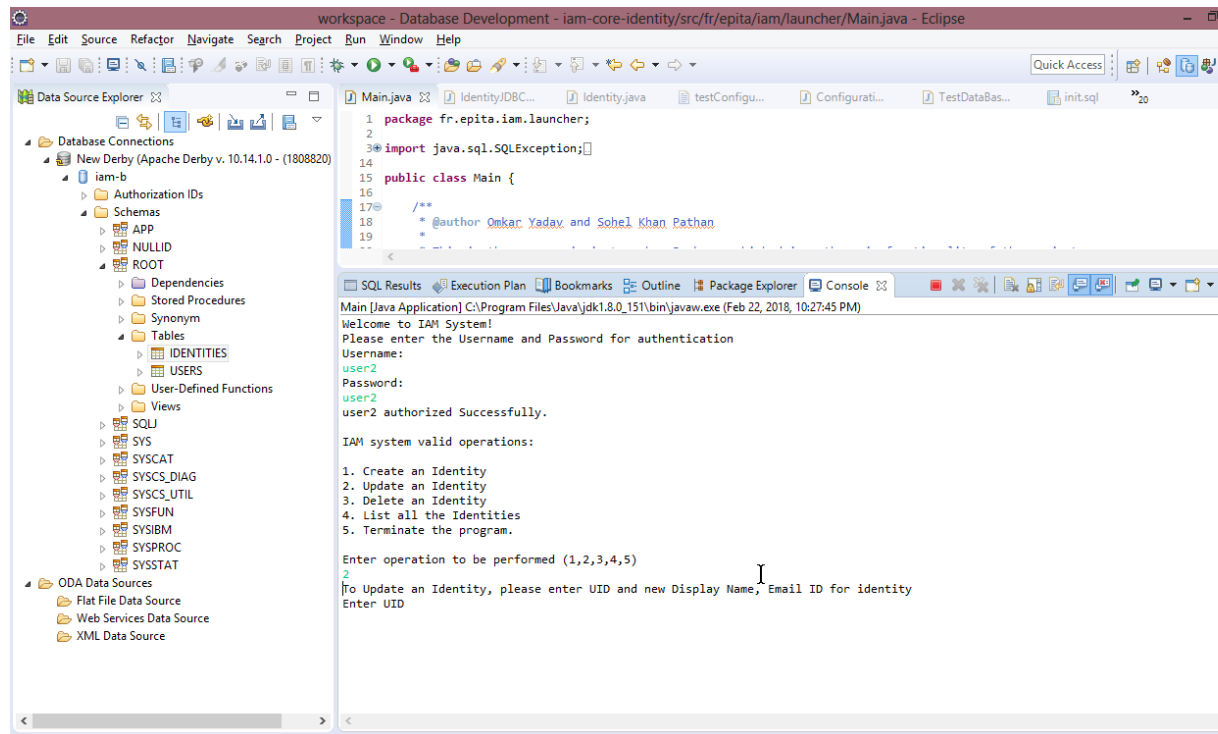 workspace - Database Development - iam-core-identity/src/fr/epita/iam/launcher/Main.java - Eclipse
File Edit Source Refactor Navigate Search Project Run Window Help
Quick Access
Data Source Explorer
Database Connections
New Derby (Apache Derby v. 10.14.1.0 - (1808820)
iam-b
Authorization IDs
Schemas
APP
NULLID
ROOT
Dependencies
Stored Procedures
Synonym
Tables
IDENTITIES
USERS
User-Defined Functions
Views
SQLJ
SYS
SYSCAT
SYSCS_DIAG
SYSCS_UTIL
SYSFUN
SYSIBM
SYSPROC
SYSSTAT
ODA Data Sources
Flat File Data Source
Web Services Data Source
XML Data Source
Main.java IdentityJDBC... Identity.java testConfigu... Configurati... TestDataBas... init.sql »20
1 package fr.epita.iam.launcher;
2
3 import java.sql.SQLException;
14
15 public class Main {
16
17 /**
18 * @author Omkar Yadav and Sohel Khan Pathan
19 *
SQL Results Execution Plan Bookmarks Outline Package Explorer Console
Main [Java Application] C:\Program Files\Java\jdk1.8.0_151\bin\javaw.exe (Feb 22, 2018, 10:27:45 PM)
Welcome to IAM System!
Please enter the Username and Password for authentication
Username:
user2
Password:
user2
user2 authorized Successfully.
IAM system valid operations:
1. Create an Identity
2. Update an Identity
3. Delete an Identity
4. List all the Identities
5. Terminate the program.
Enter operation to be performed (1,2,3,4,5)
2
To Update an Identity, please enter UID and new Display Name, Email ID for identity
Enter UID